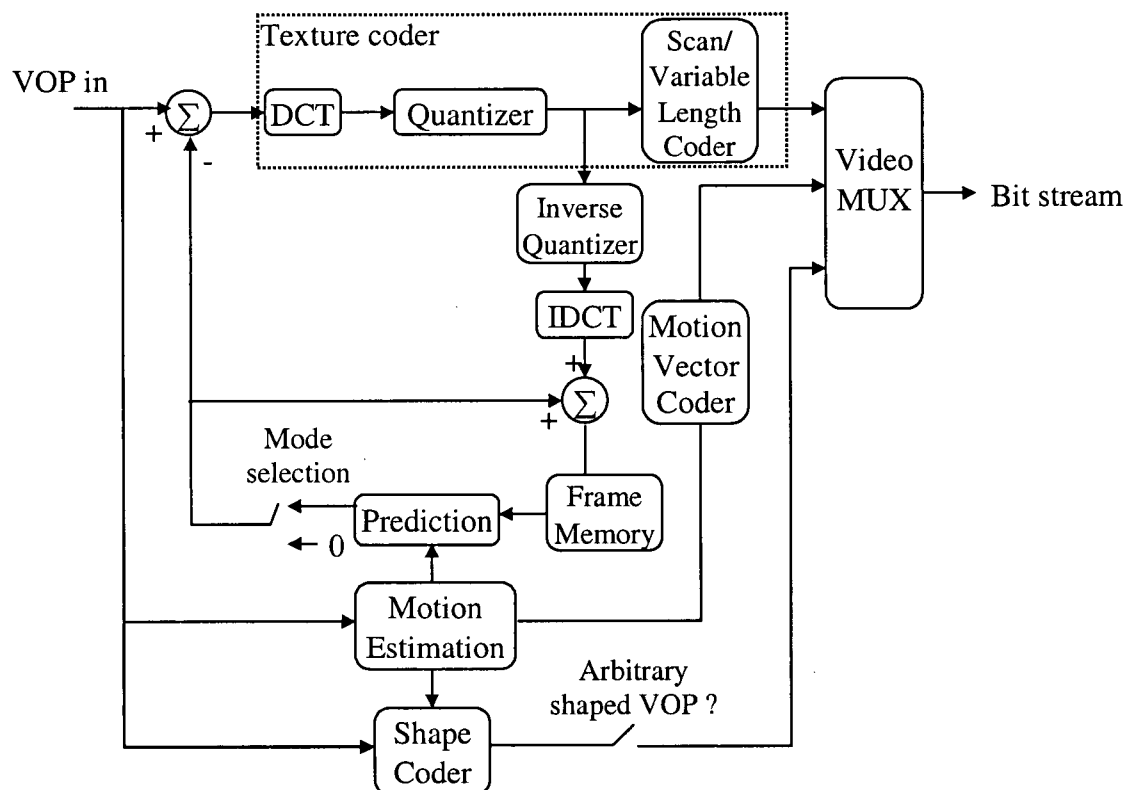 Texture coder
VOP in
+
Σ
-
DCT
Quantizer
Scan/
Variable
Length
Coder
Video
MUX
Bit stream
Inverse
Quantizer
IDCT
Motion
Vector
Coder
+
Σ
+
Mode
selection
Prediction
0
Frame
Memory
Motion
Estimation
Arbitrary
shaped VOP ?
Shape
Coder